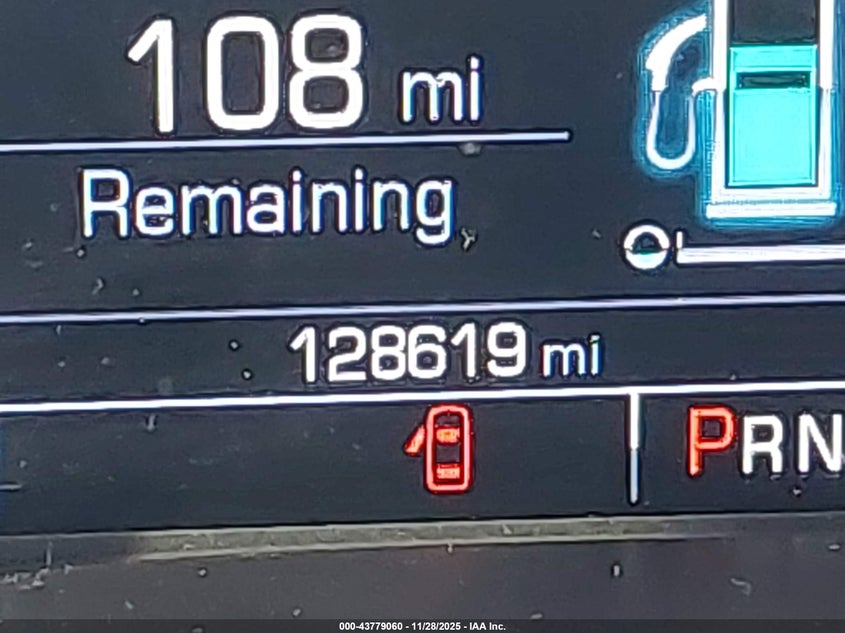 108 mi
Remaining
128619 mi
PRN
000-43779060 - 11/28/2025 - IAA Inc.